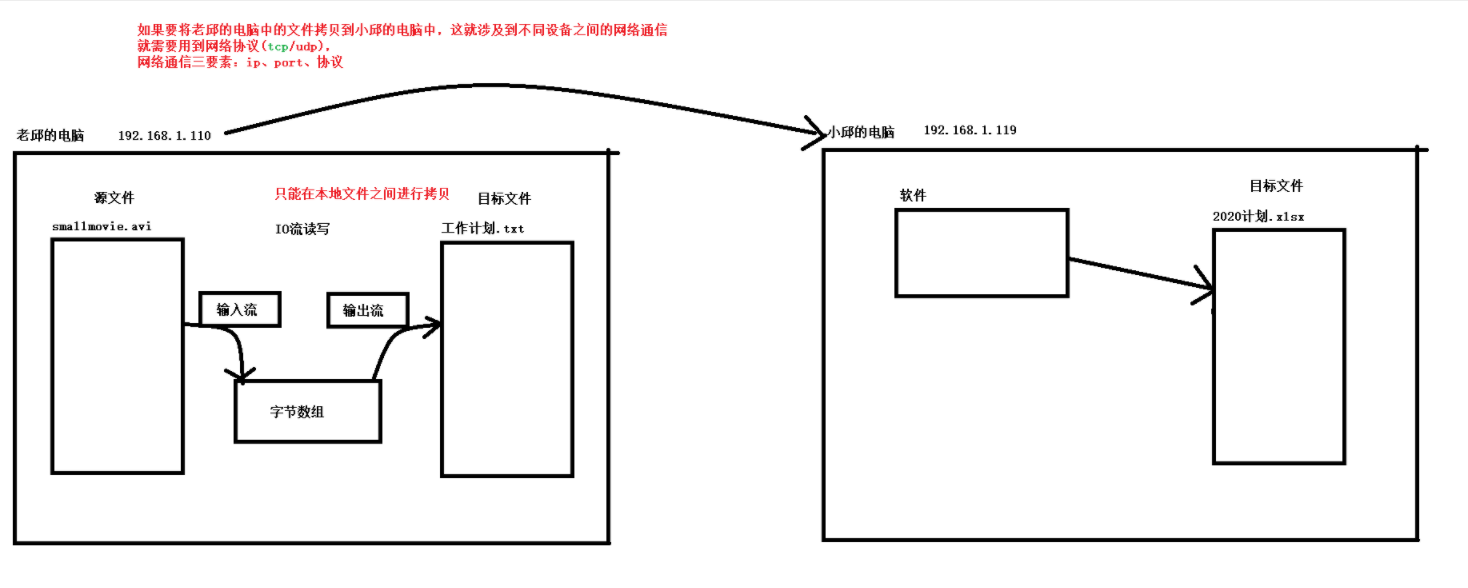 如果要将老邱的电脑中的文件拷贝到小邱的电脑中，这就涉及到不同设备之间的网络通信
就需要用到网络协议(tcp/udp)，
网络通信三要素：ip、port、协议
老邱的电脑 192.168.1.110
小邱的电脑 192.168.1.119
源文件
只能在本地文件之间进行拷贝
目标文件
smallmovie.avi
IO流读写
工作计划.txt
输入流
输出流
字节数组
软件
目标文件
2020计划.xlsx